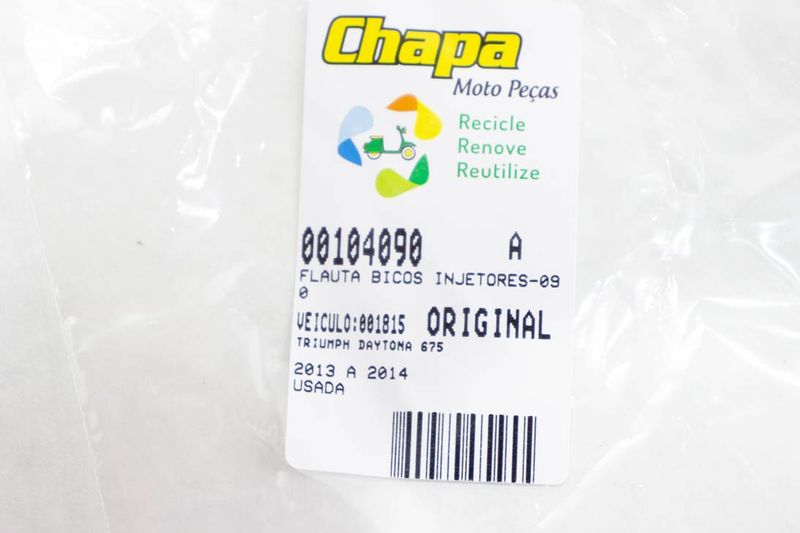 Chapa
Moto Peças
Recicle
Renove
Reutilize
00104090 A
FLAUTA BICOS INJETORES-09
0
VEICULO:001815 ORIGINAL
TRIUMPH DAYTONA 675
2013 A 2014
USADA